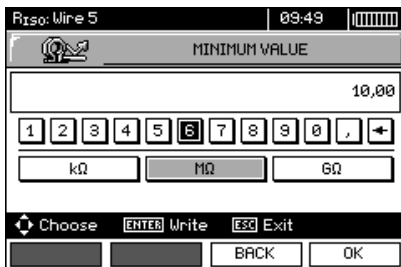 RISO: Wire 5 09:49
MINIMUM VALUE
10,00
1 2 3 4 5 6 7 8 9 0 , ←
kΩ MΩ GΩ
Choose ENTER Write ESC Exit
BACK OK